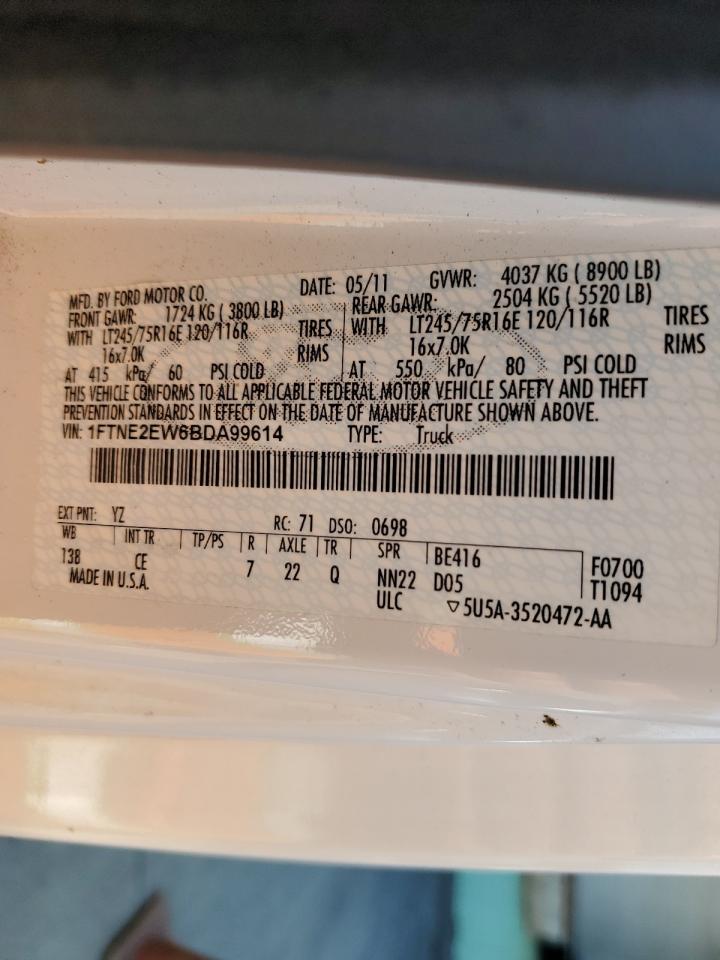 MFD. BY FORD MOTOR CO.
DATE: 05/11 GVWR: 4037 KG ( 8900 LB)
FRONT GAWR: 1724 KG ( 3800 LB) REAR GAWR: 2504 KG ( 5520 LB)
WITH LT245/75R16E 120/116R TIRES WITH LT245/75R16E 120/116R TIRES
16x7.0K RIMS 16x7.0K RIMS
AT 415 kPa/ 60 PSI COLD AT 550 kPa/ 80 PSI COLD
THIS VEHICLE CONFORMS TO ALL APPLICABLE FEDERAL MOTOR VEHICLE SAFETY AND THEFT
PREVENTION STANDARDS IN EFFECT ON THE DATE OF MANUFACTURE SHOWN ABOVE.
VIN: 1FTNE2EW6BDA99614 TYPE: Truck
EXT PNT: YZ RC: 71 DSO: 0698
WB INT TR TP/PS R AXLE TR SPR BE416 F0700
138 CE 7 22 Q NN22 D05 T1094
MADE IN U.S.A. ULC ▽5U5A-3520472-AA